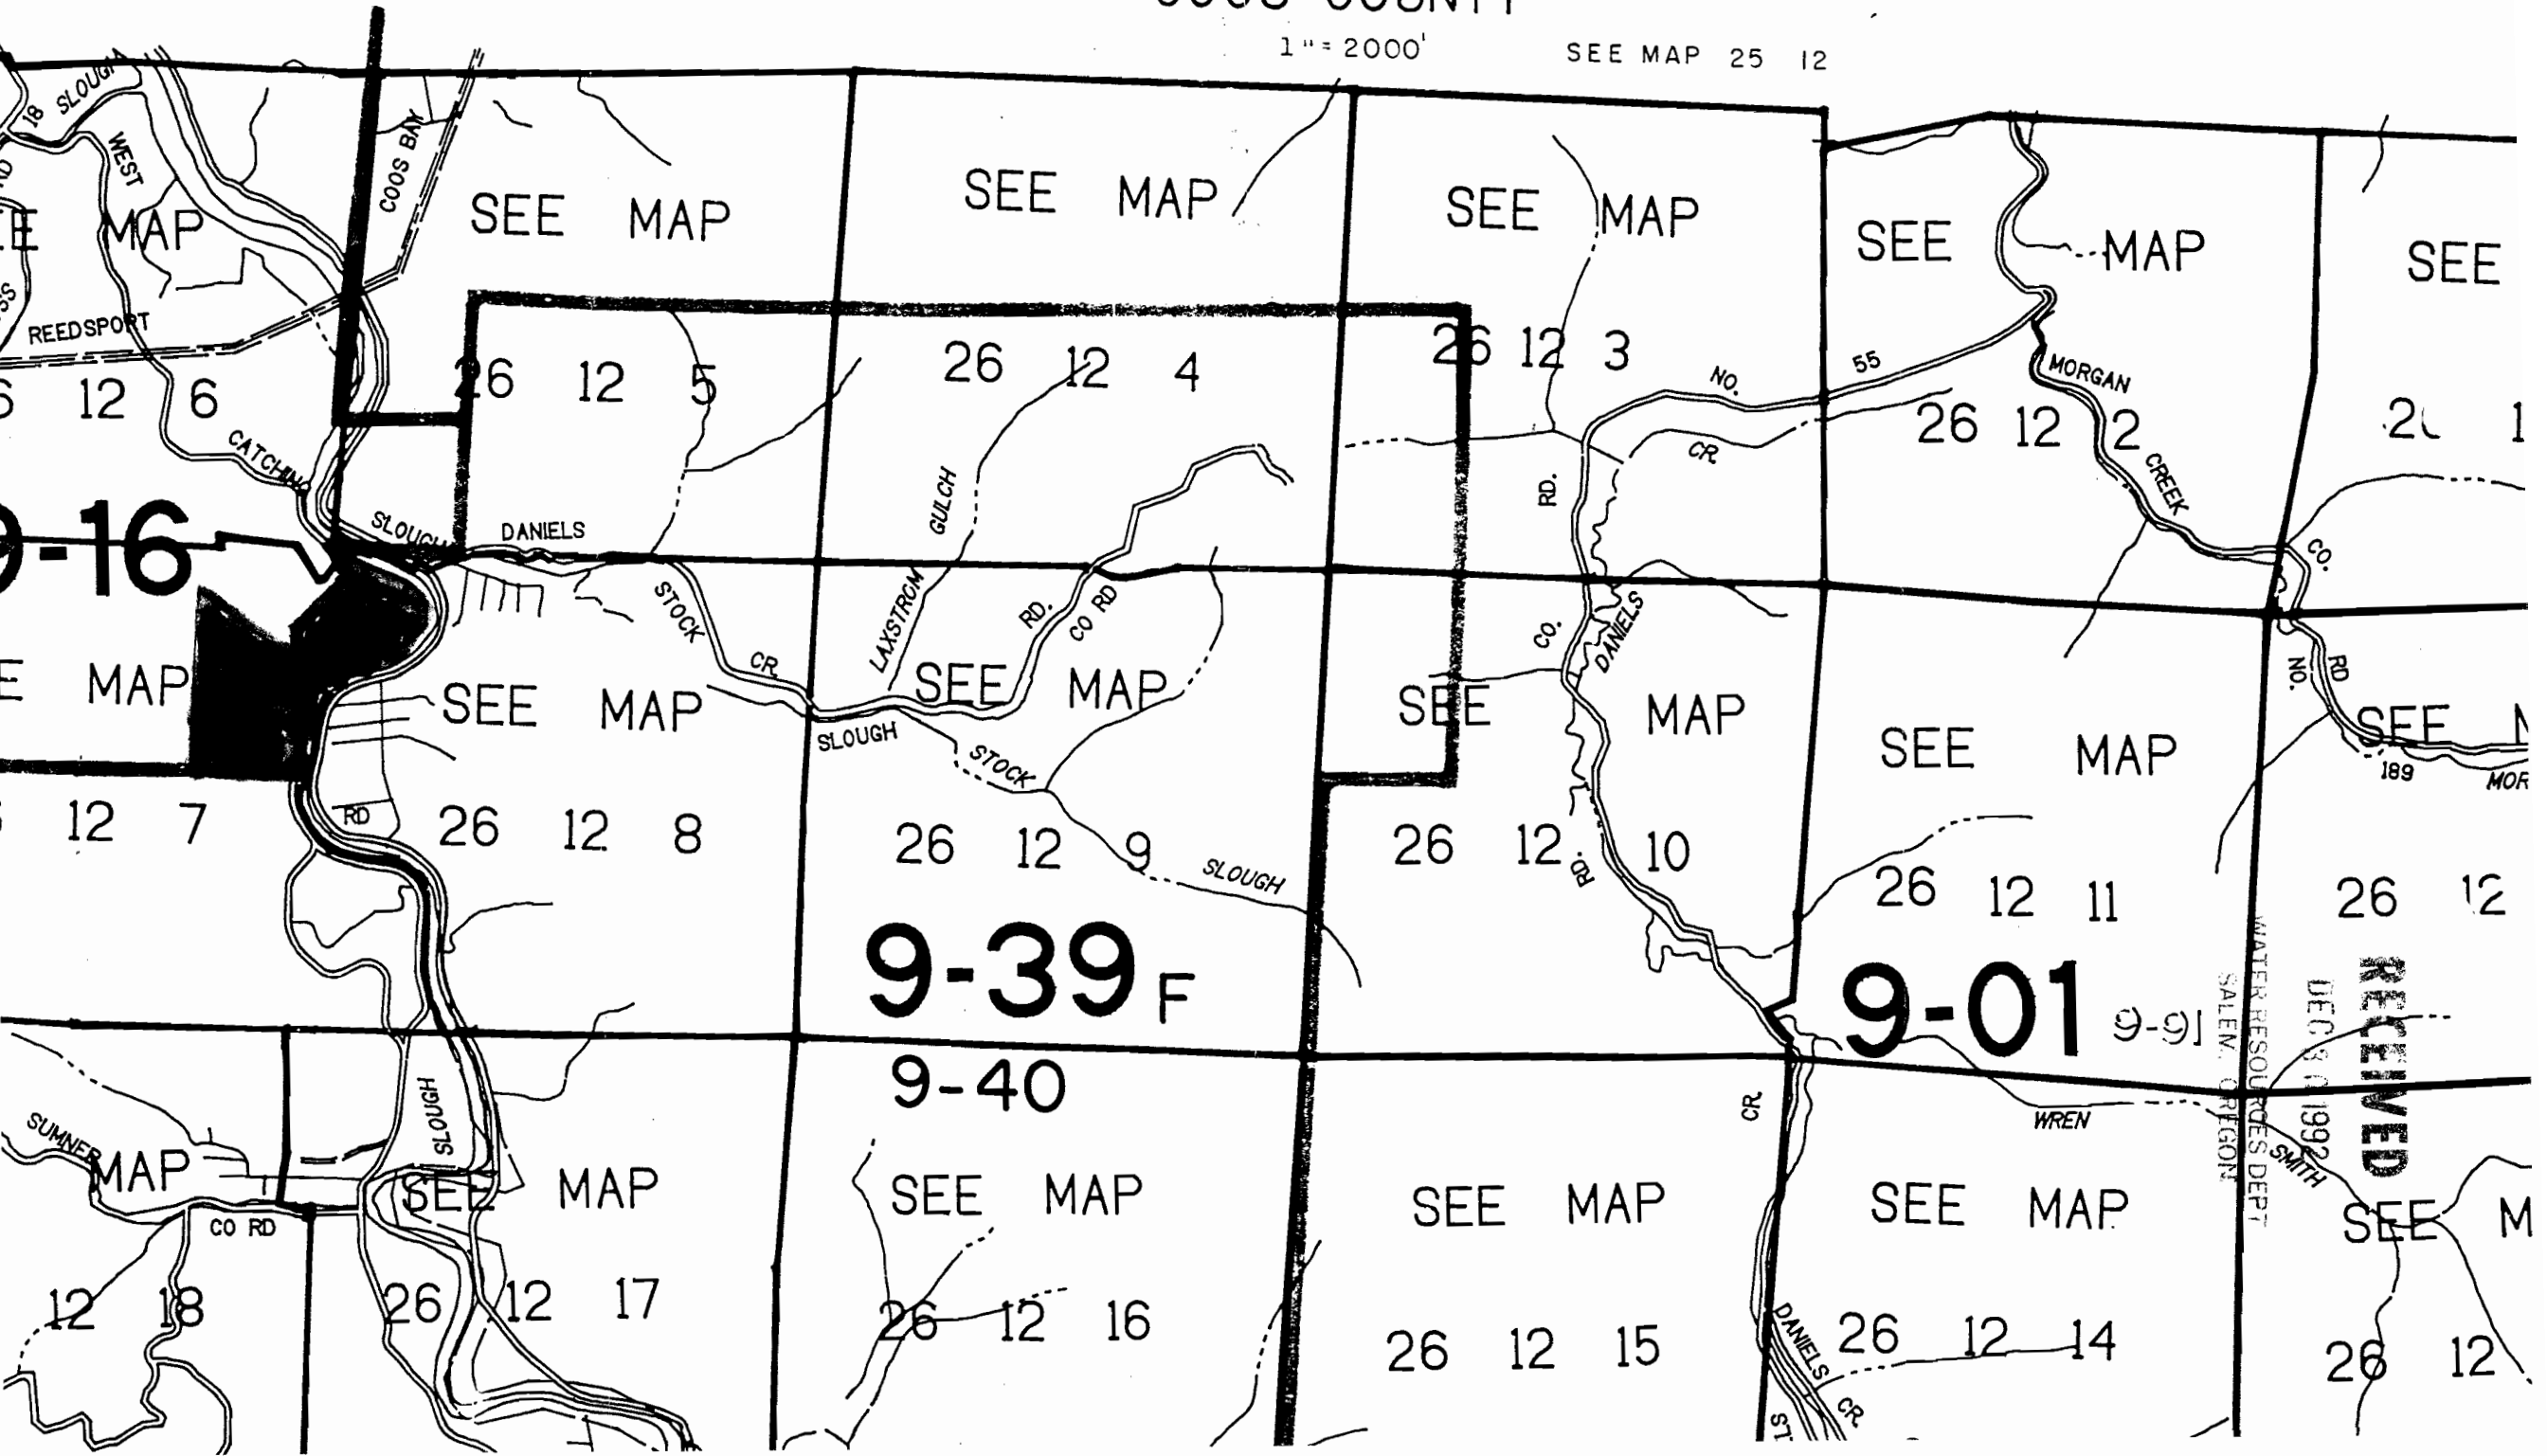 COOS COUNTY
1" = 2000'
SEE MAP 25 12
18
SLOUGH
WEST
COOS BAY
MAP
SEE MAP
SEE MAP
SEE MAP
SEE MAP
SEE
REEDSPORT
12 6
26 12 5
26 12 4
26 12 3
NO.
55
MORGAN
26 12 2
CATCHING
CREEK
RD.
CR.
GULCH
9-16
SLOUGH
DANIELS
CO.
STOCK
CR.
LAXSTROM
RD.
CO RD
CO.
DANIELS
NO.
RD
MAP
SEE MAP
SEE MAP
SEE MAP
SEE MAP
SEE
SLOUGH
STOCK
189
12 7
RD
26 12 8
26 12 9
SLOUGH
26 12 10
RD.
26 12 11
26 12
9-39 F
9-01
9-91
9-40
RECEIVED
DEC 1992
WATER RESOURCES DEPT
SALEM, OREGON
CR.
WREN
SMITH
SUMNER
SLOUGH
MAP
SEE MAP
SEE MAP
SEE MAP
SEE MAP
SEE
CO RD
12 18
26 12 17
26 12 16
26 12 15
DANIELS
CR.
26 12 14
26 12